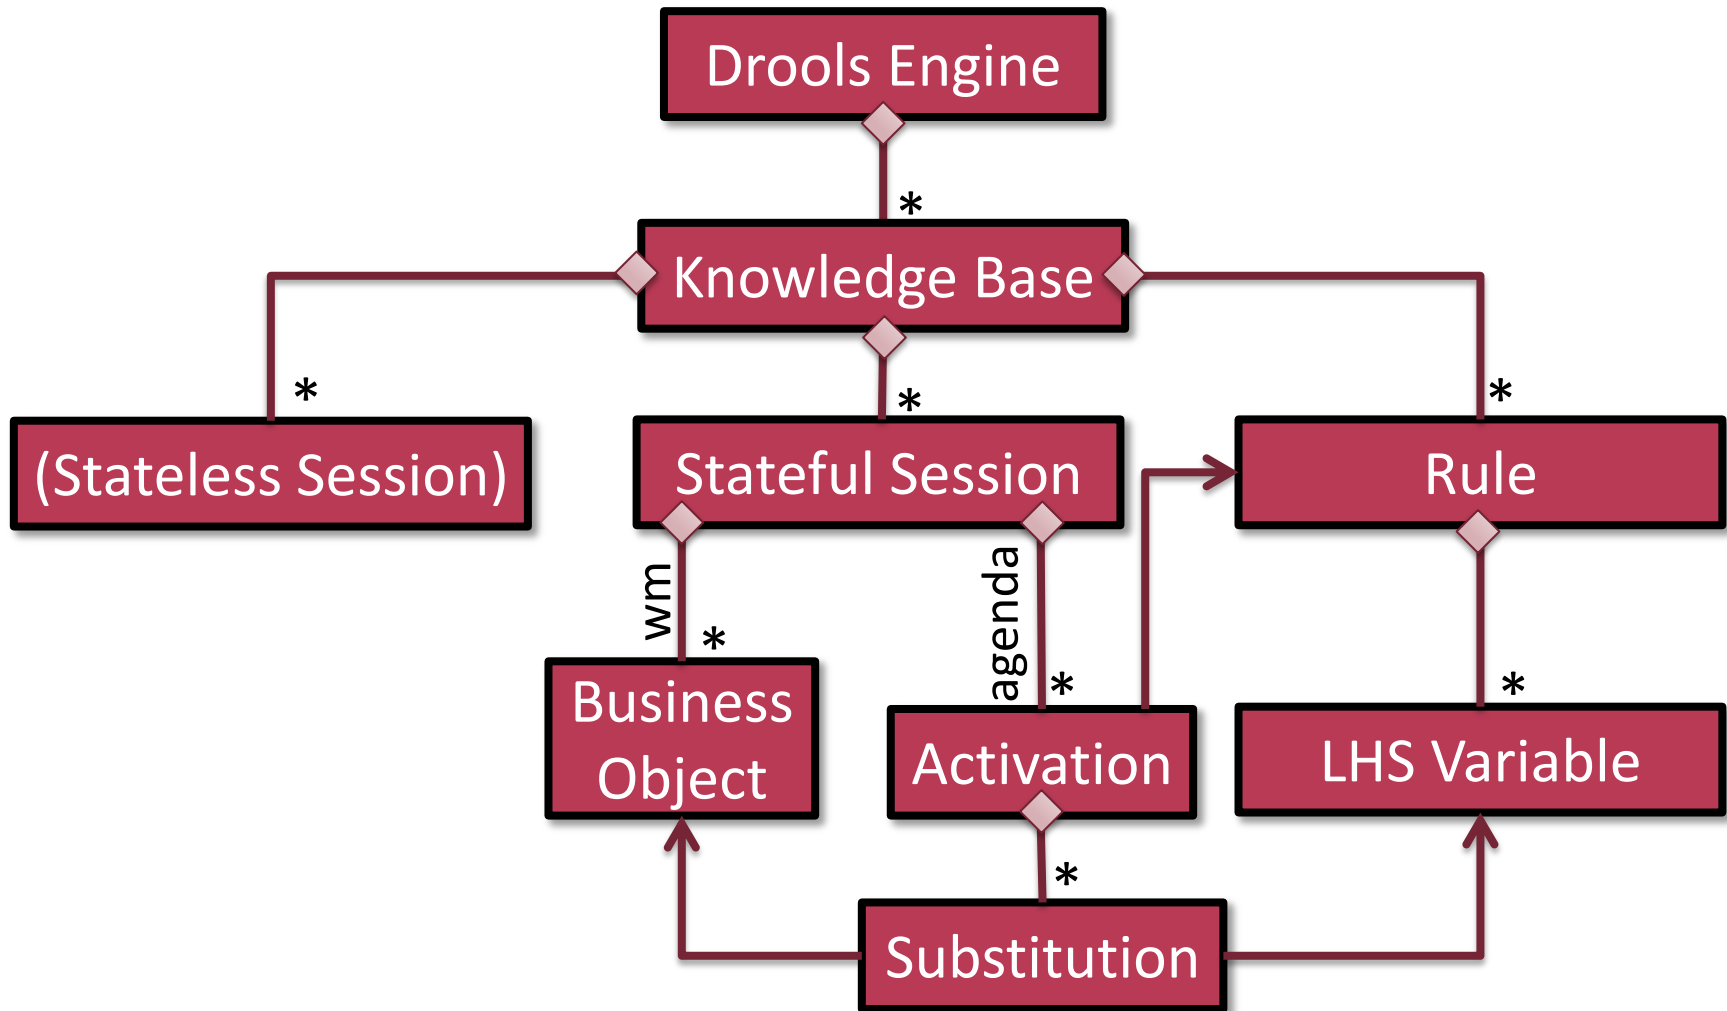 Drools Engine
*
Knowledge Base
*
*
*
(Stateless Session)
Stateful Session
Rule
wm
*
agenda
*
*
Business
Object
Activation
LHS Variable
*
Substitution